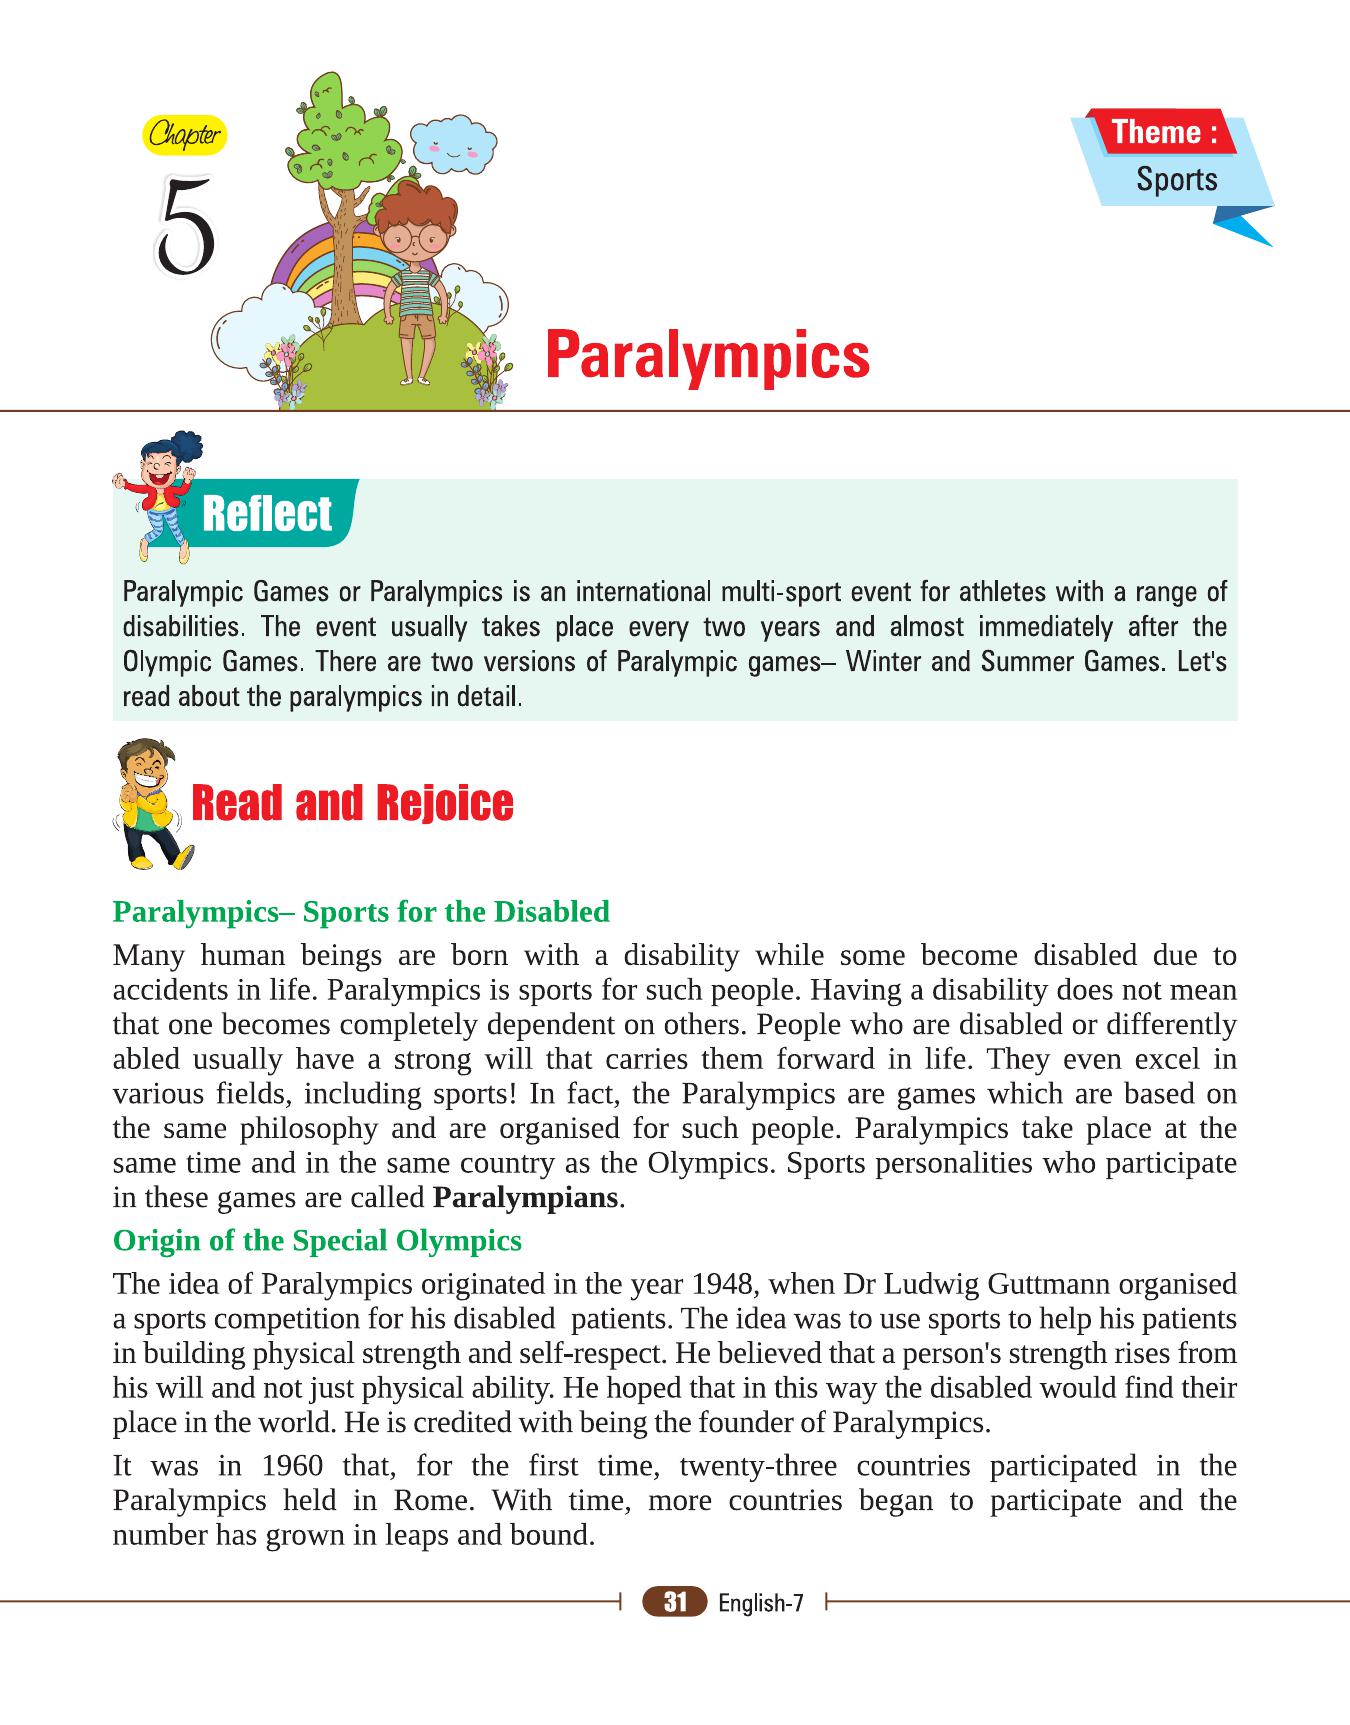 Chapter
5
Theme :
Sports
Paralympics
Reflect
Paralympic Games or Paralympics is an international multi-sport event for athletes with a range of
disabilities. The event usually takes place every two years and almost immediately after the
Olympic Games. There are two versions of Paralympic games– Winter and Summer Games. Let's
read about the paralympics in detail.
Read and Rejoice
Paralympics– Sports for the Disabled
Many human beings are born with a disability while some become disabled due to
accidents in life. Paralympics is sports for such people. Having a disability does not mean
that one becomes completely dependent on others. People who are disabled or differently
abled usually have a strong will that carries them forward in life. They even excel in
various fields, including sports! In fact, the Paralympics are games which are based on
the same philosophy and are organised for such people. Paralympics take place at the
same time and in the same country as the Olympics. Sports personalities who participate
in these games are called Paralympians.
Origin of the Special Olympics
The idea of Paralympics originated in the year 1948, when Dr Ludwig Guttmann organised
a sports competition for his disabled patients. The idea was to use sports to help his patients
in building physical strength and self-respect. He believed that a person's strength rises from
his will and not just physical ability. He hoped that in this way the disabled would find their
place in the world. He is credited with being the founder of Paralympics.
It was in 1960 that, for the first time, twenty-three countries participated in the
Paralympics held in Rome. With time, more countries began to participate and the
number has grown in leaps and bound.
31 English-7